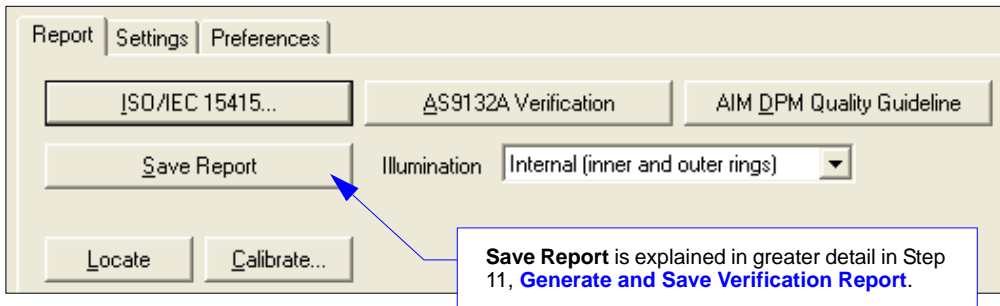 Report Settings Preferences
ISO/IEC 15415... AS9132A Verification AIM DPM Quality Guideline
Save Report Illumination Internal (inner and outer rings)
Locate Calibrate...
Save Report is explained in greater detail in Step
11, Generate and Save Verification Report.